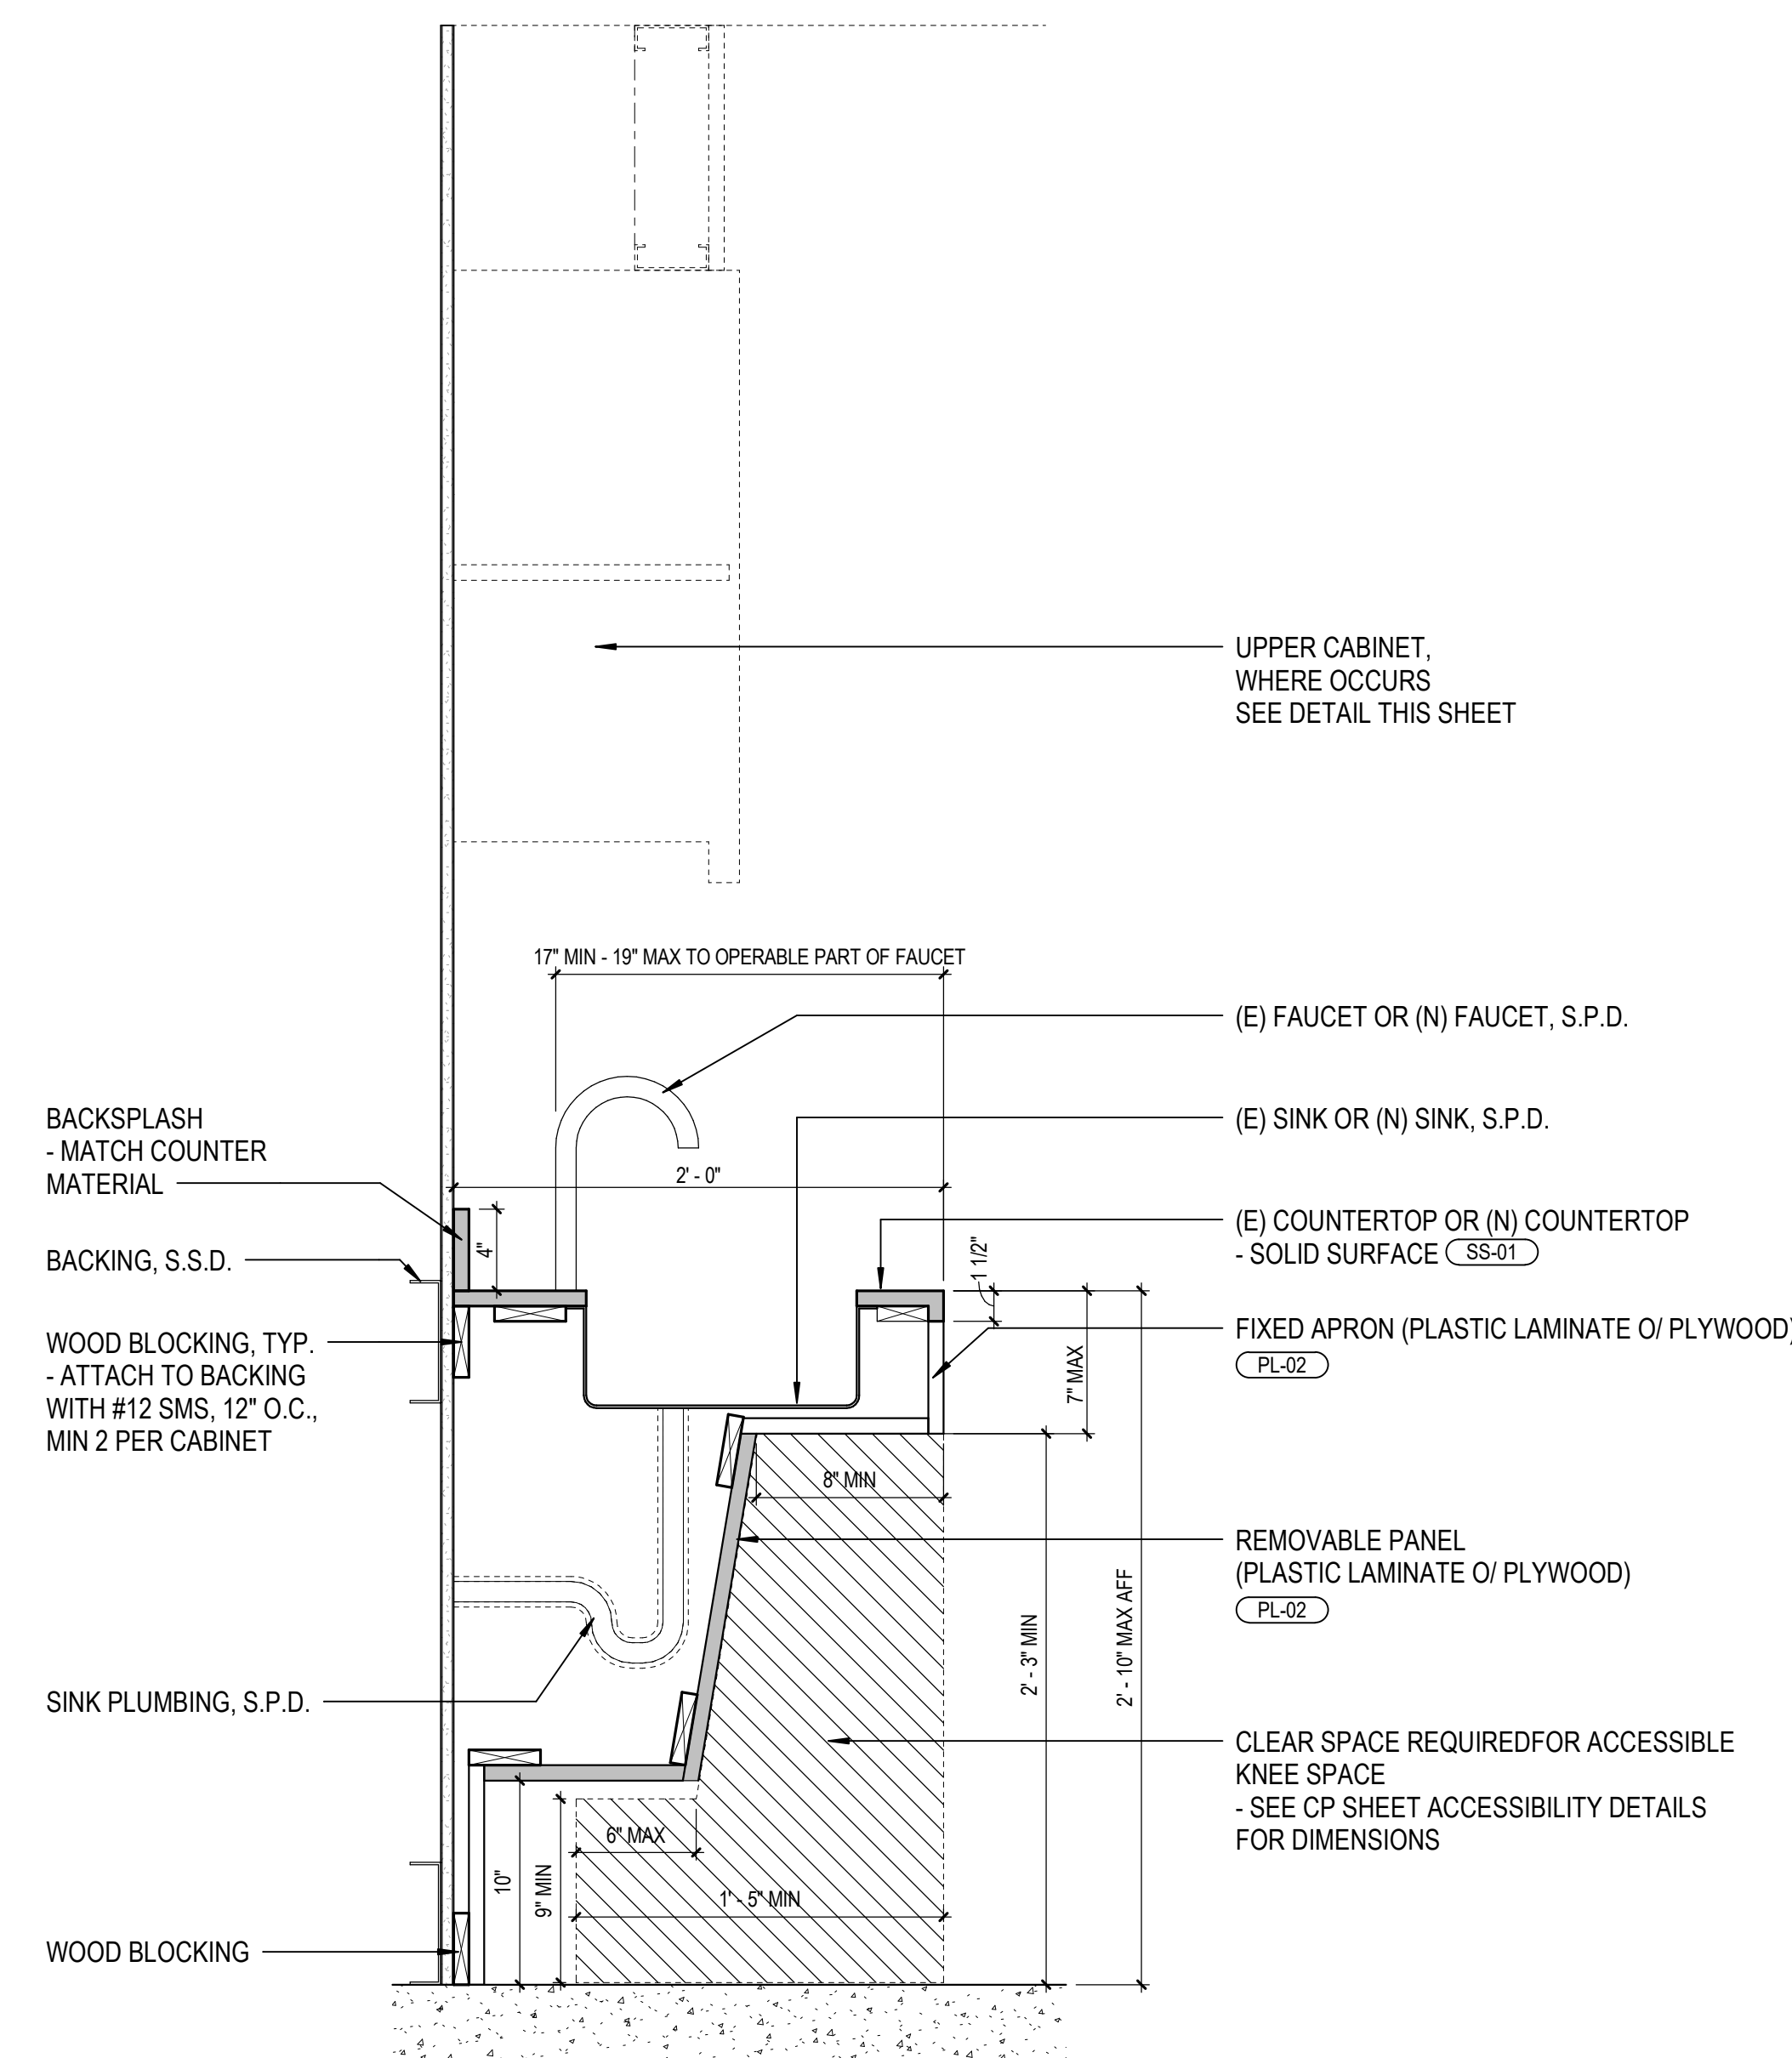 UPPER CABINET,
WHERE OCCURS
SEE DETAIL THIS SHEET
17" MIN - 19" MAX TO OPERABLE PART OF FAUCET
(E) FAUCET OR (N) FAUCET, S.P.D.
(E) SINK OR (N) SINK, S.P.D.
BACKSPLASH
- MATCH COUNTER
MATERIAL
2' - 0"
4"
(E) COUNTERTOP OR (N) COUNTERTOP
- SOLID SURFACE SS-01
1 1/2"
BACKING, S.S.D.
FIXED APRON (PLASTIC LAMINATE O/ PLYWOOD)
PL-02
7" MAX
WOOD BLOCKING, TYP.
- ATTACH TO BACKING
WITH #12 SMS, 12" O.C.,
MIN 2 PER CABINET
8" MIN
REMOVABLE PANEL
(PLASTIC LAMINATE O/ PLYWOOD)
PL-02
2' - 3" MIN
2' - 10" MAX AFF
SINK PLUMBING, S.P.D.
CLEAR SPACE REQUIREDFOR ACCESSIBLE
KNEE SPACE
- SEE CP SHEET ACCESSIBILITY DETAILS
FOR DIMENSIONS
6" MAX
10"
9" MIN
1' - 5" MIN
WOOD BLOCKING